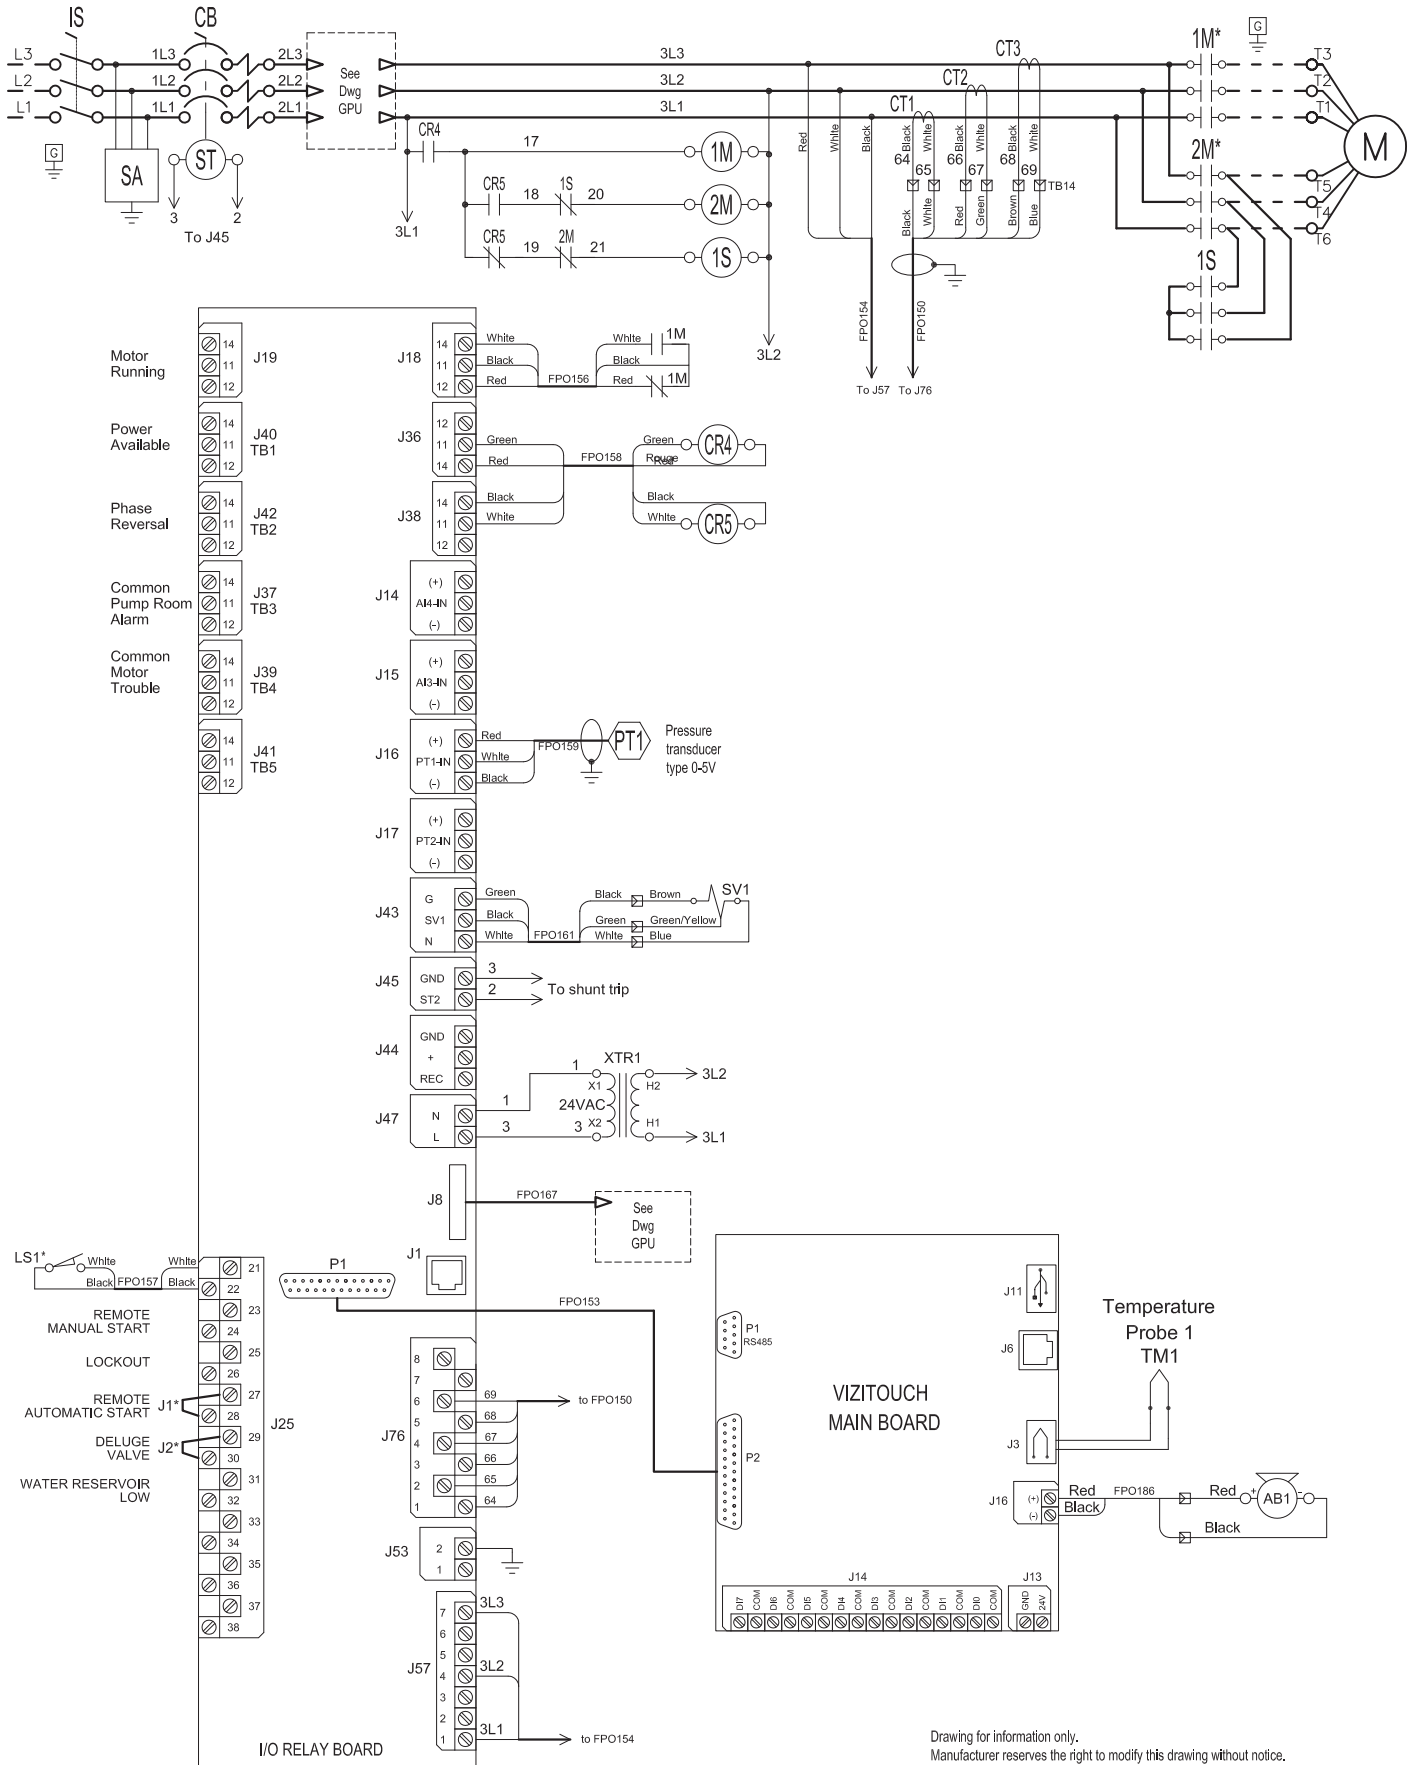 IS CB
L3 1L3 2L3 3L3 CT3 1M* G T3
L2 1L2 2L2 See Dwg GPU 3L2 CT2 T2
L1 1L1 2L1 3L1 CT1 T1
G SA ST CR4 17 1M M
Red White Black Black White Black White Black White
64 65 66 67 68 69 TB14
2M* T5
3 2 CR5 18 1S 20 2M T4
Black White Red Green Brown Blue
To J45 3L1 CR5 19 2M 21 1S T6
1S
FPO154 FPO150
3L2
To J57 To J76
Motor
Running
14
11
12
J19
Power
Available
14
11
12
J40
TB1
Phase
Reversal
14
11
12
J42
TB2
Common
Pump Room
Alarm
14
11
12
J37
TB3
Common
Motor
Trouble
14
11
12
J39
TB4
14
11
12
J41
TB5
J18
14 White White 1M
11 Black Black
12 Red FPO156 Red 1M
J36
12
11 Green Green CR4
14 Red FPO158 Rouge Red
J38
14 Black Black
11 White White CR5
12
J14
(+)
AI4-IN
(-)
J15
(+)
AI3-IN
(-)
J16
(+) Red FPO159 PT1
PT1-IN White
(-) Black
Pressure
transducer
type 0-5V
J17
(+)
PT2-IN
(-)
J43
G Green Black Brown SV1
SV1 Black Green Green/Yellow
N White FPO161 White Blue
J45
GND 3
ST2 2
To shunt trip
J44
GND
+
REC
XTR1
J47
N 1 1 X1 H2 3L2
24VAC
L 3 3 X2 H1 3L1
J8 FPO167 See
Dwg
GPU
J1
LS1* White White 21
Black FPO157 Black 22
P1
FPO153
REMOTE
MANUAL START
23
24
LOCKOUT
25
26
REMOTE
AUTOMATIC START
J1*
27
28
DELUGE
VALVE
J2*
29
30
J25
WATER RESERVOIR
LOW
31
32
33
34
35
36
37
38
J76
8
7
6 69 to FPO150
5 68
4 67
3 66
2 65
1 64
J53
2
1
J57
7 3L3
6
5
4 3L2
3
2
1 3L1 to FPO154
I/O RELAY BOARD
P1
RS485
P2
VIZITOUCH
MAIN BOARD
J11
J6
J3
Temperature
Probe 1
TM1
J16
(+) Red FPO186 Red + AB1 -
(-) Black Black
J14 J13
DI7 COM DI6 COM DI5 COM DI4 COM DI3 COM DI2 COM DI1 COM DI0 COM GND 24V
Drawing for information only.
Manufacturer reserves the right to modify this drawing without notice.